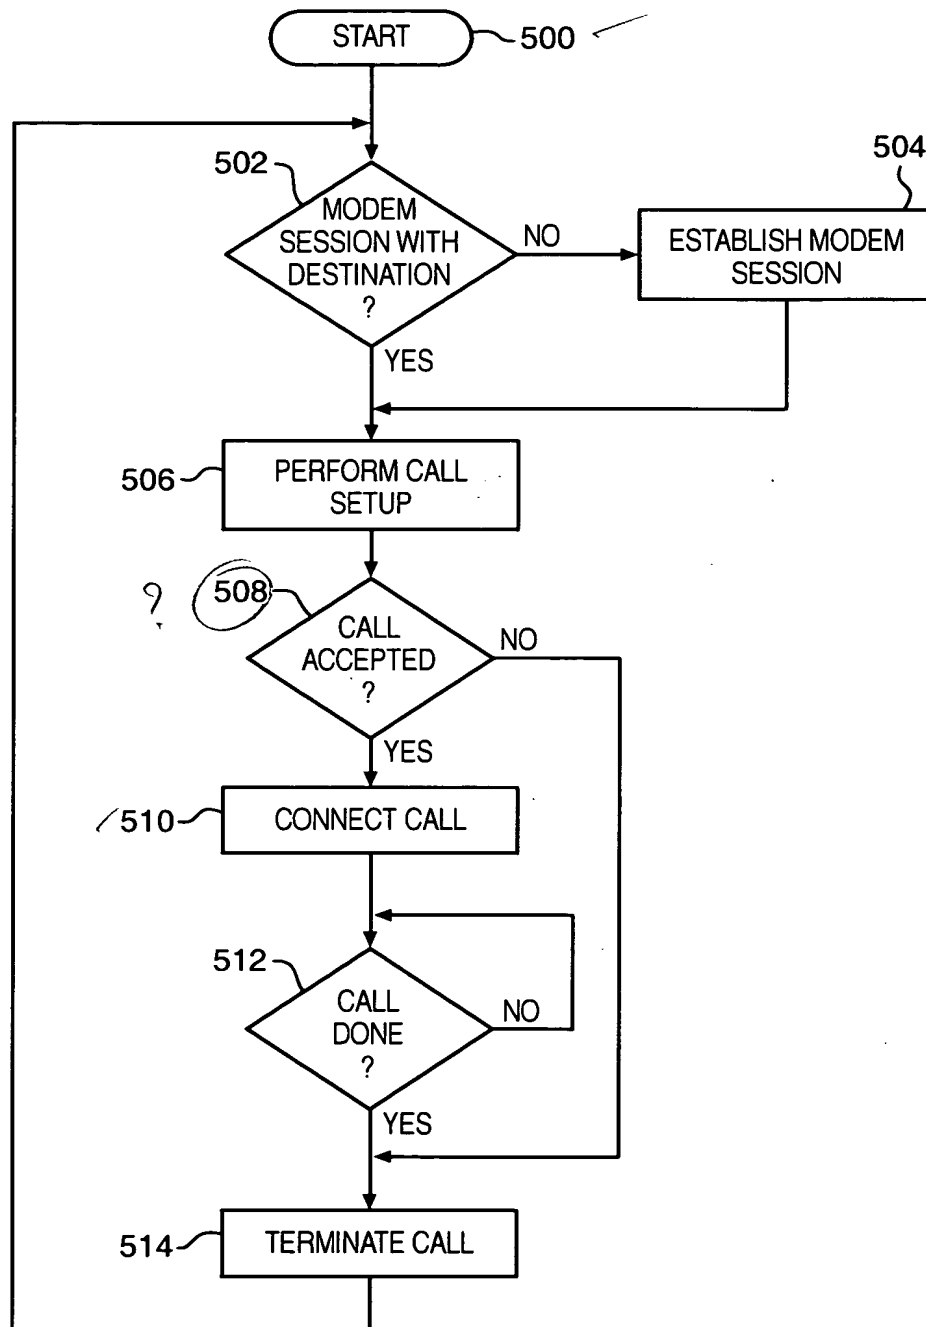 START
500
502
MODEM
SESSION WITH
DESTINATION
?
NO
504
ESTABLISH MODEM
SESSION
YES
506
PERFORM CALL
SETUP
?
508
CALL
ACCEPTED
?
NO
YES
510
CONNECT CALL
512
CALL
DONE
?
NO
YES
514
TERMINATE CALL